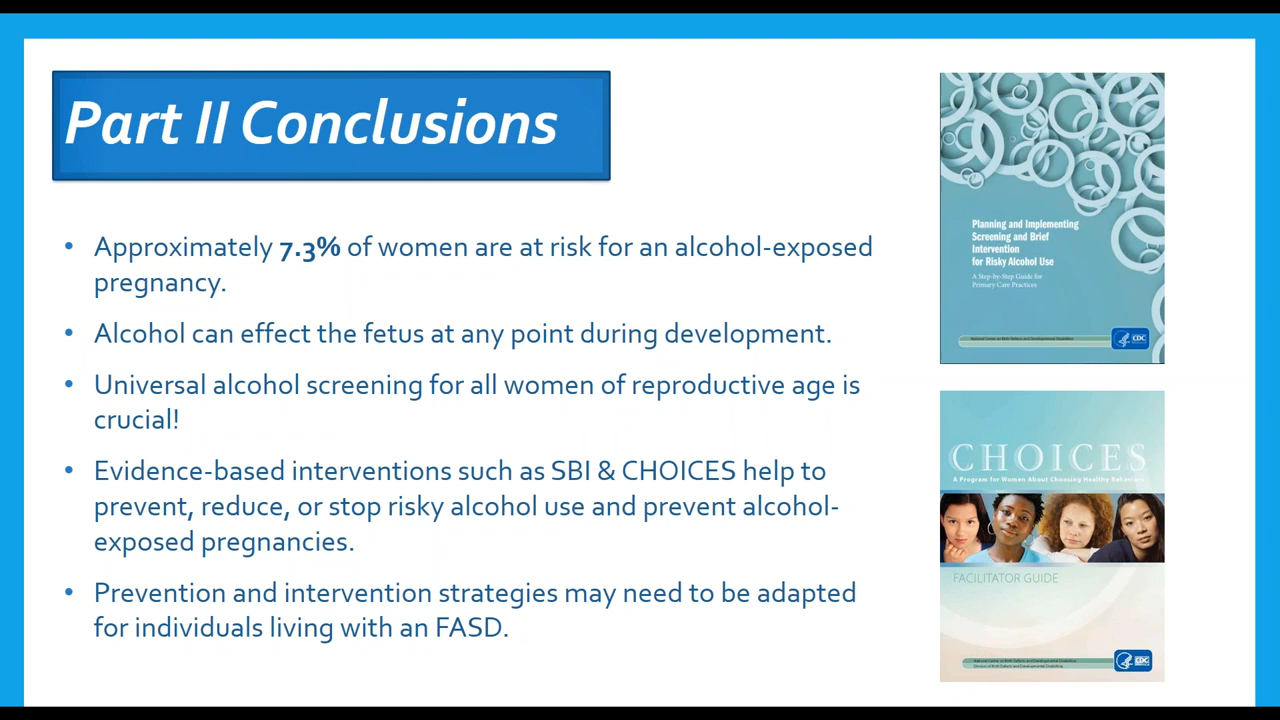 Part II Conclusions
• Approximately 7.3% of women are at risk for an alcohol-exposed
pregnancy.
• Alcohol can effect the fetus at any point during development.
• Universal alcohol screening for all women of reproductive age is
crucial!
• Evidence-based interventions such as SBI & CHOICES help to
prevent, reduce, or stop risky alcohol use and prevent alcohol-
exposed pregnancies.
• Prevention and intervention strategies may need to be adapted
for individuals living with an FASD.
Planning and Implementing
Screening and Brief
Intervention
for Risky Alcohol Use
A Step-by-Step Guide for
Primary Care Practices
National Center on Birth Defects and Developmental Disabilities
CDC
CHOICES
A Program for Women About Choosing Healthy Behaviors
FACILITATOR GUIDE
National Center on Birth Defects and Developmental Disabilities
Division of Birth Defects and Developmental Disabilities
CDC